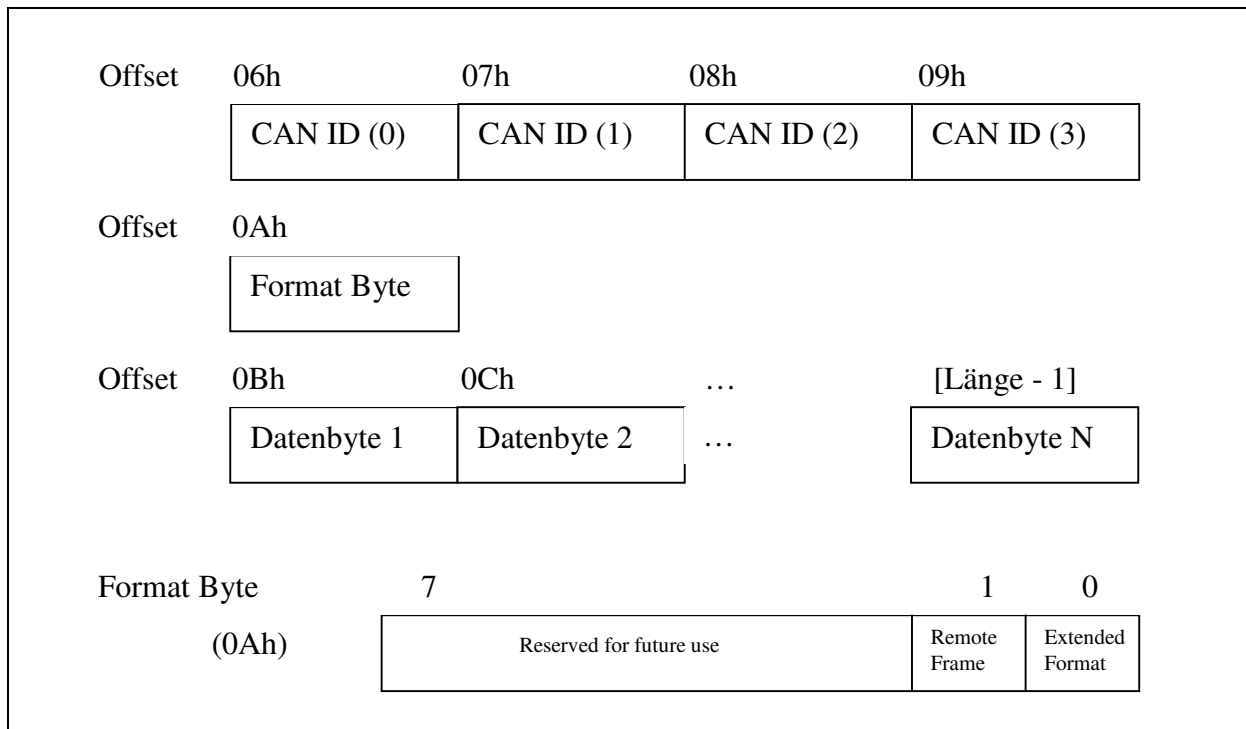 Offset 06h 07h 08h 09h
CAN ID (0) CAN ID (1) CAN ID (2) CAN ID (3)
Offset 0Ah
Format Byte
Offset 0Bh 0Ch … [Länge - 1]
Datenbyte 1 Datenbyte 2 … Datenbyte N
Format Byte 7 1 0
(0Ah) Reserved for future use Remote Extended
Frame Format